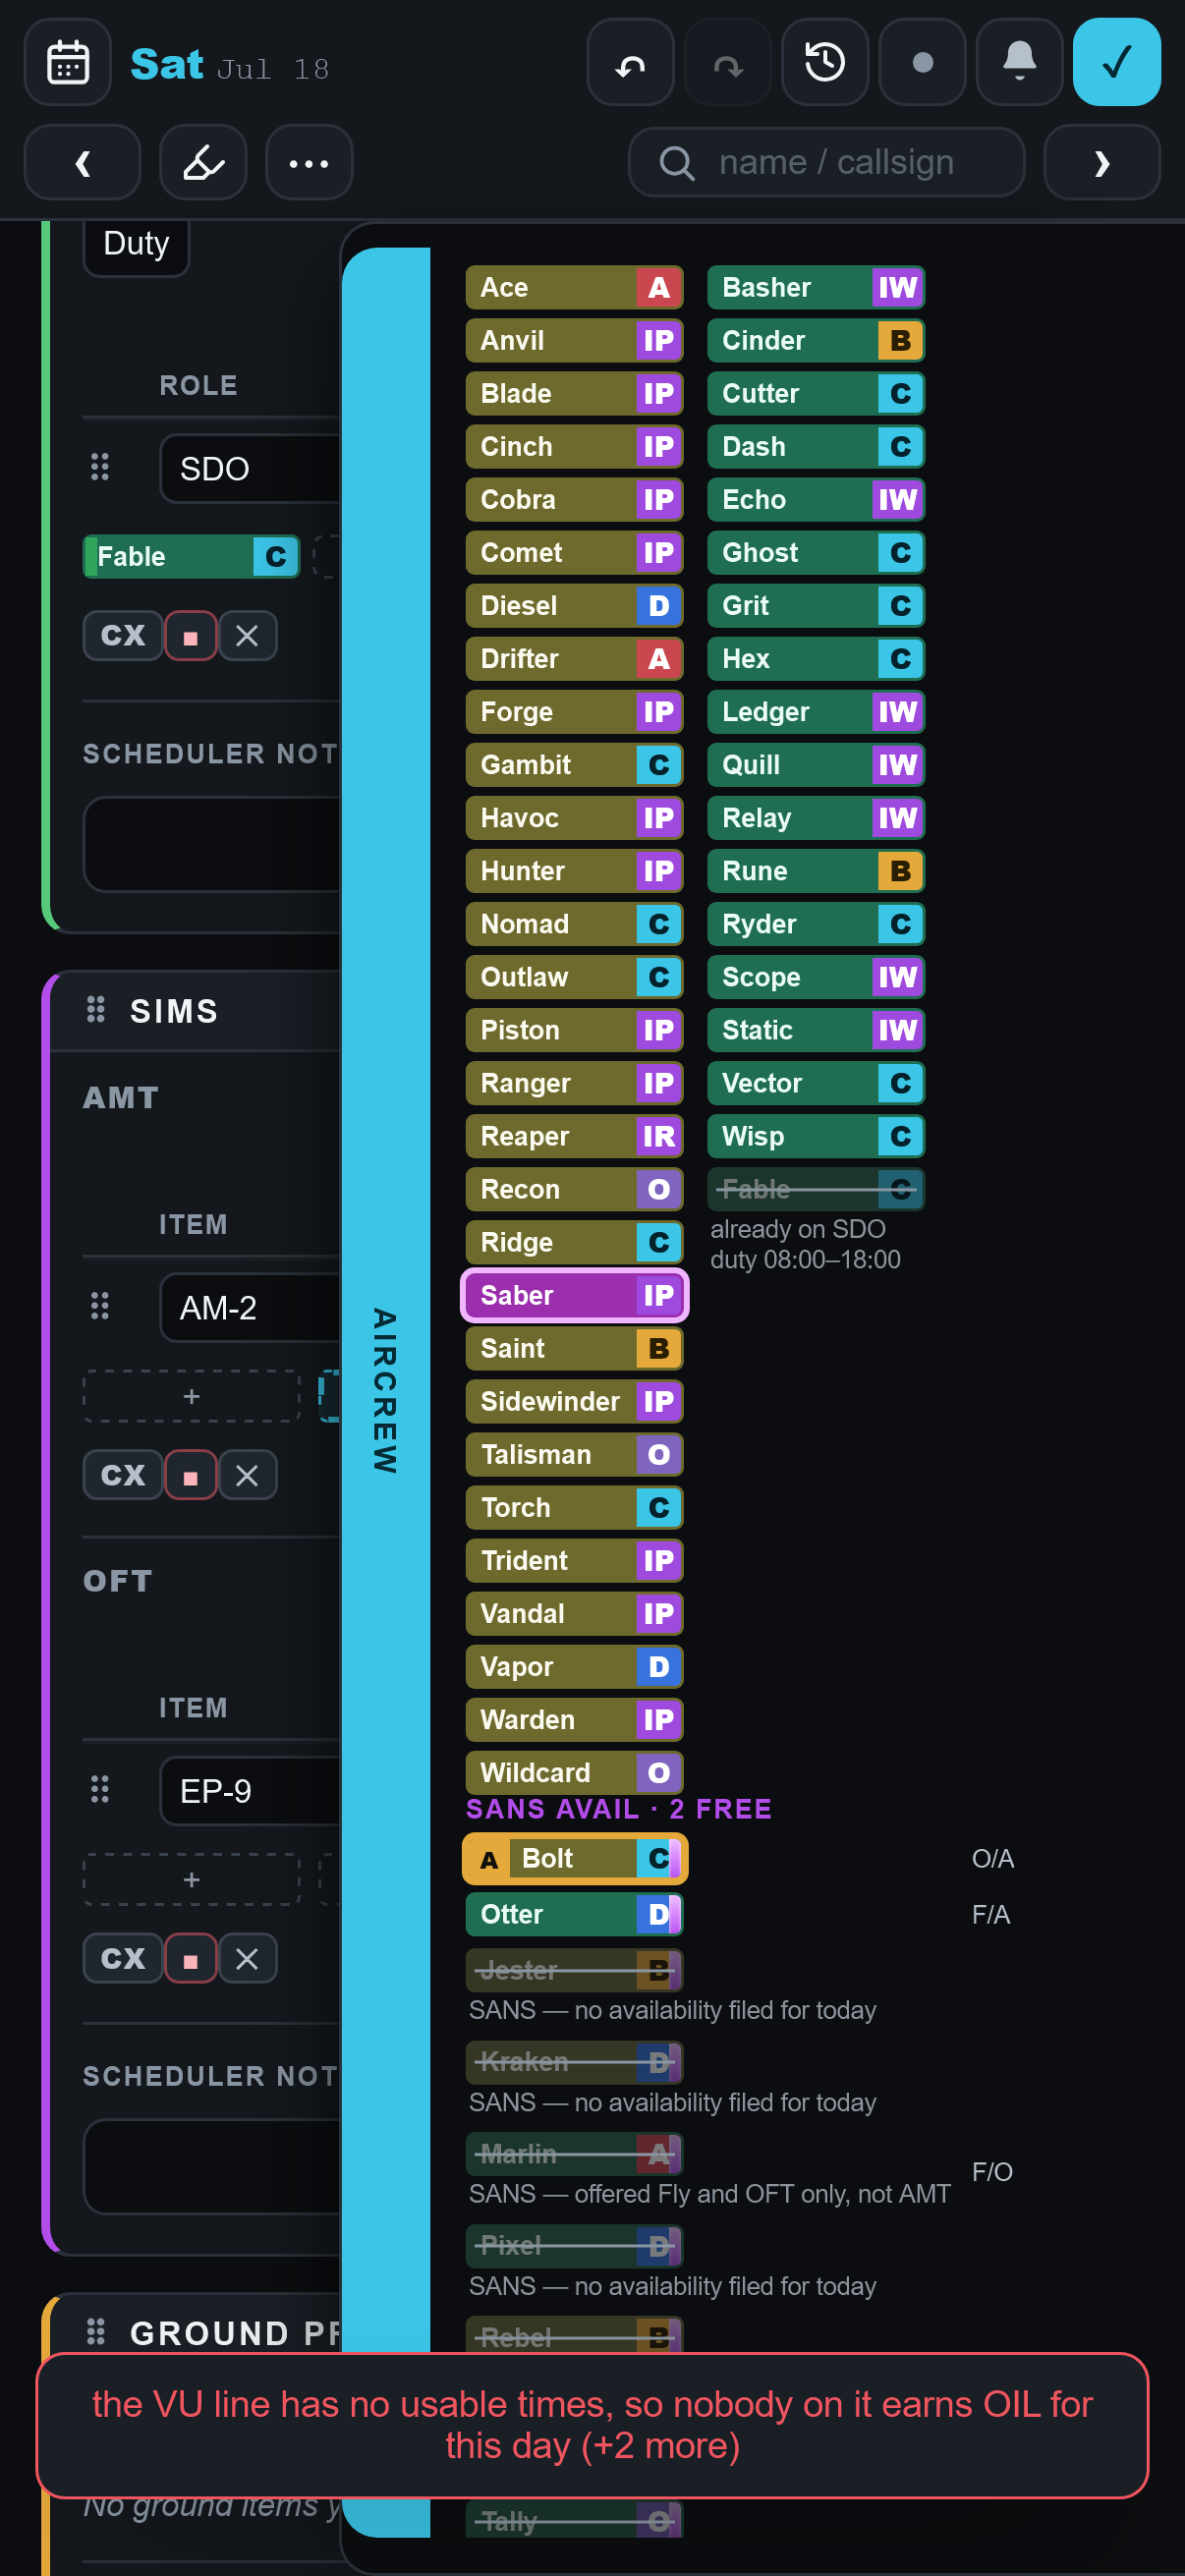 Sat Jul 18
name / callsign
Duty
ROLE
SDO
Fable C
CX
SCHEDULER NOT
SIMS
AMT
ITEM
AM-2
+
CX
OFT
ITEM
EP-9
+
CX
SCHEDULER NOT
GROUND PR
No ground items y
AIRCREW
Ace A
Anvil IP
Blade IP
Cinch IP
Cobra IP
Comet IP
Diesel D
Drifter A
Forge IP
Gambit C
Havoc IP
Hunter IP
Nomad C
Outlaw C
Piston IP
Ranger IP
Reaper IR
Recon O
Ridge C
Saber IP
Saint B
Sidewinder IP
Talisman O
Torch C
Trident IP
Vandal IP
Vapor D
Warden IP
Wildcard O
Basher IW
Cinder B
Cutter C
Dash C
Echo IW
Ghost C
Grit C
Hex C
Ledger IW
Quill IW
Relay IW
Rune B
Ryder C
Scope IW
Static IW
Vector C
Wisp C
Fable C
already on SDO
duty 08:00–18:00
SANS AVAIL · 2 FREE
A Bolt C O/A
Otter D F/A
Jester B
SANS — no availability filed for today
Kraken D
SANS — no availability filed for today
Marlin A F/O
SANS — offered Fly and OFT only, not AMT
Pixel D
SANS — no availability filed for today
Rebel B
the VU line has no usable times, so nobody on it earns OIL for
this day (+2 more)
Tally O